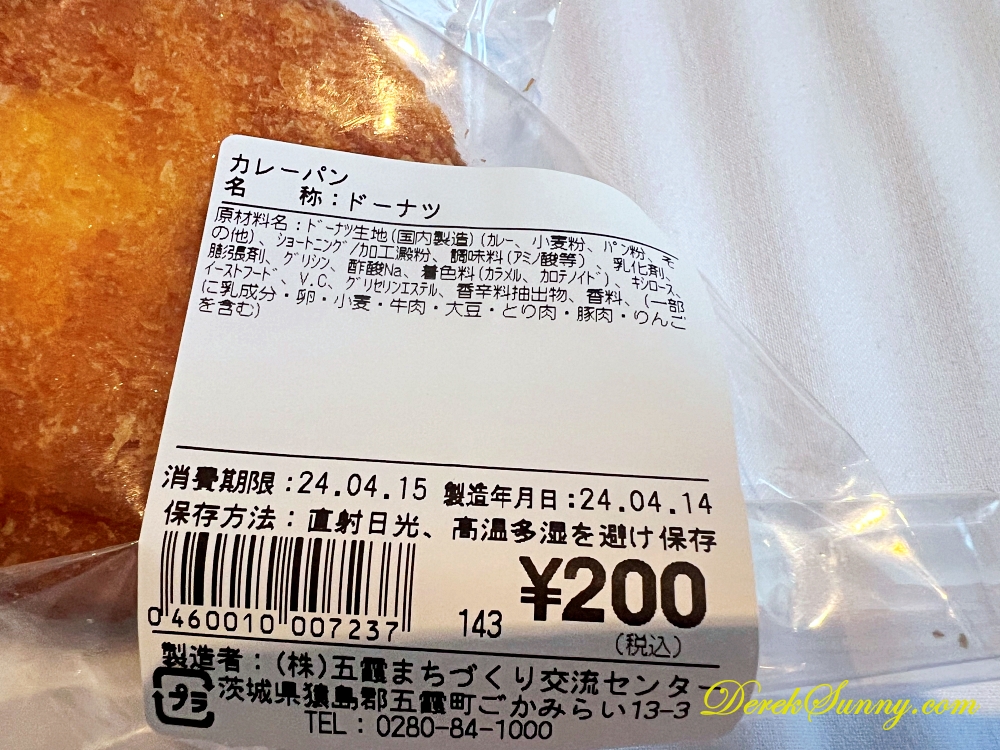 カレーパン
名　　称：ドーナツ
原材料名：ﾄﾞｰﾅﾂ生地(国内製造)(ｶﾚｰ、小麦粉、ﾊﾟﾝ粉、そ
の他)、ｼｮｰﾄﾆﾝｸﾞ/加工澱粉、調味料(ｱﾐﾉ酸等)、乳化剤、
膨張剤、ｸﾞﾘｼﾝ、酢酸Na、着色料(ｶﾗﾒﾙ、ｶﾛﾃﾉｲﾄﾞ)、ｷｼﾛｰｽ、
ｲｰｽﾄﾌｰﾄﾞ、V.C、ｸﾞﾘｾﾘﾝｴｽﾃﾙ、香辛料抽出物、香料、(一部
に乳成分・卵・小麦・牛肉・大豆・とり肉・豚肉・りんご
を含む)
消費期限:24.04.15 製造年月日:24.04.14
保存方法：直射日光、高温多湿を避け保存
¥200
0 460010 007237
143
(税込)
製造者：(株)五霞まちづくり交流センター
プラ
茨城県猿島郡五霞町ごかみらい13-3
TEL：0280-84-1000
DerekSunny.com